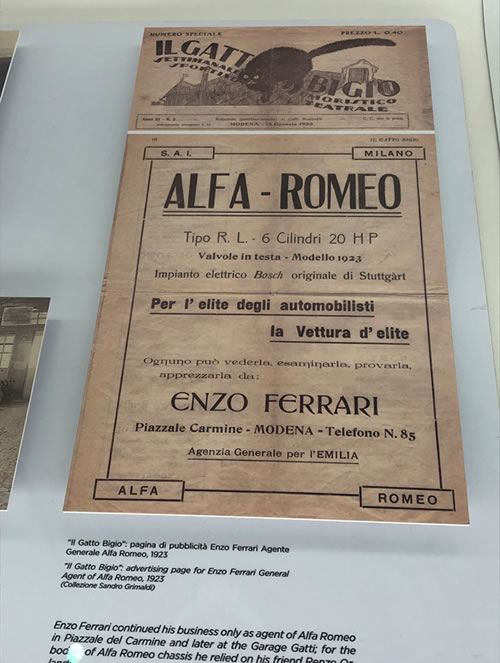 NUMERO SPECIALE PREZZO L. 0,40
IL GATTO
SETTIMANALE
SPORTIVO
BIGIO
TEATRALE
MODENA
IL GATTO BIGIO
S. A. I. MILANO
ALFA - ROMEO
Tipo R. L. - 6 Cilindri 20 HP
Valvole in testa - Modello 1923
Impianto elettrico Bosch originale di Stuttgàrt
Per l' elite degli automobilisti
la Vettura d' elite
Ognuno può vederla, esaminarla, provarla,
apprezzarla da:
ENZO FERRARI
Piazzale Carmine - MODENA - Telefono N. 85
Agenzia Generale per l'EMILIA
ALFA ROMEO
"Il Gatto Bigio": pagina di pubblicità Enzo Ferrari Agente
Generale Alfa Romeo, 1923
"Il Gatto Bigio": advertising page for Enzo Ferrari General
Agent of Alfa Romeo, 1923
(Collezione Sandro Grimaldi)
Enzo Ferrari continued his business only as agent of Alfa Romeo
in Piazzale del Carmine and later at the Garage Gatti; for the
of Alfa Romeo chassis he relied on his friend Renzo